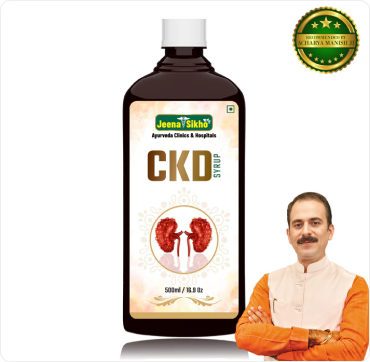 RECOMMENDED BY
ACHARYA MANISH JI
Jeena Sikho
Ayurveda Clinics & Hospitals
CKD
SYRUP
500ml / 16.9 Oz